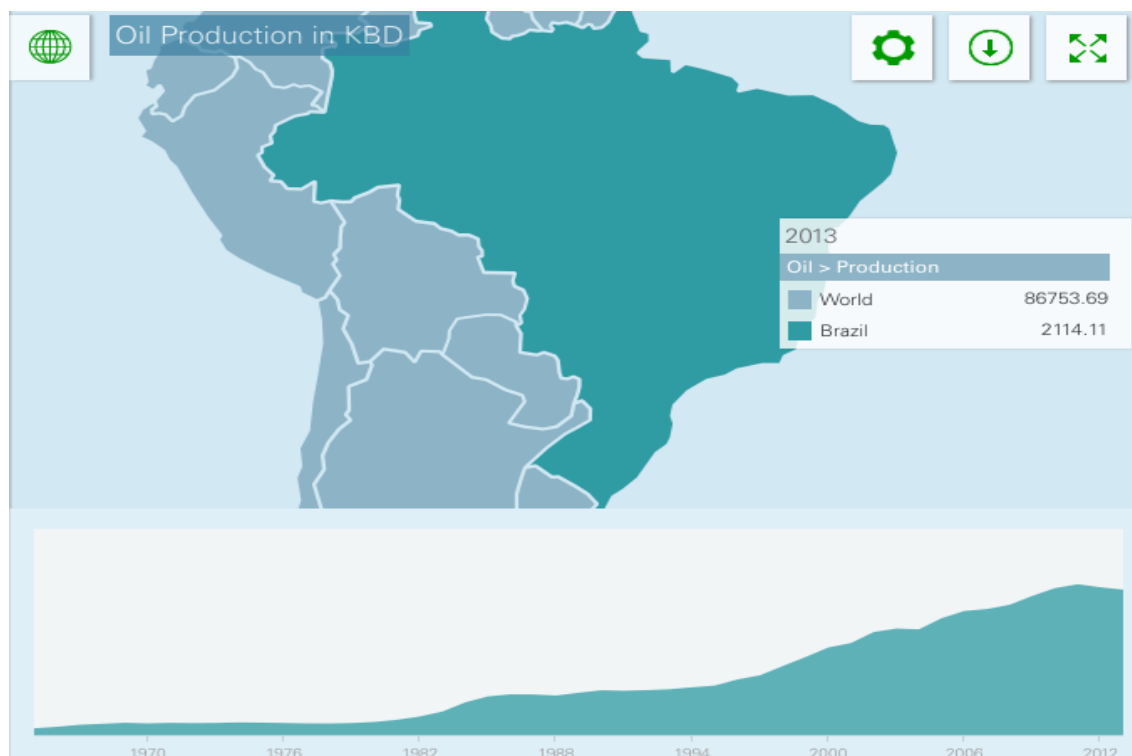 Oil Production in KBD
2013
Oil > Production
World 86753.69
Brazil 2114.11
1970 1976 1982 1988 1994 2000 2006 2012